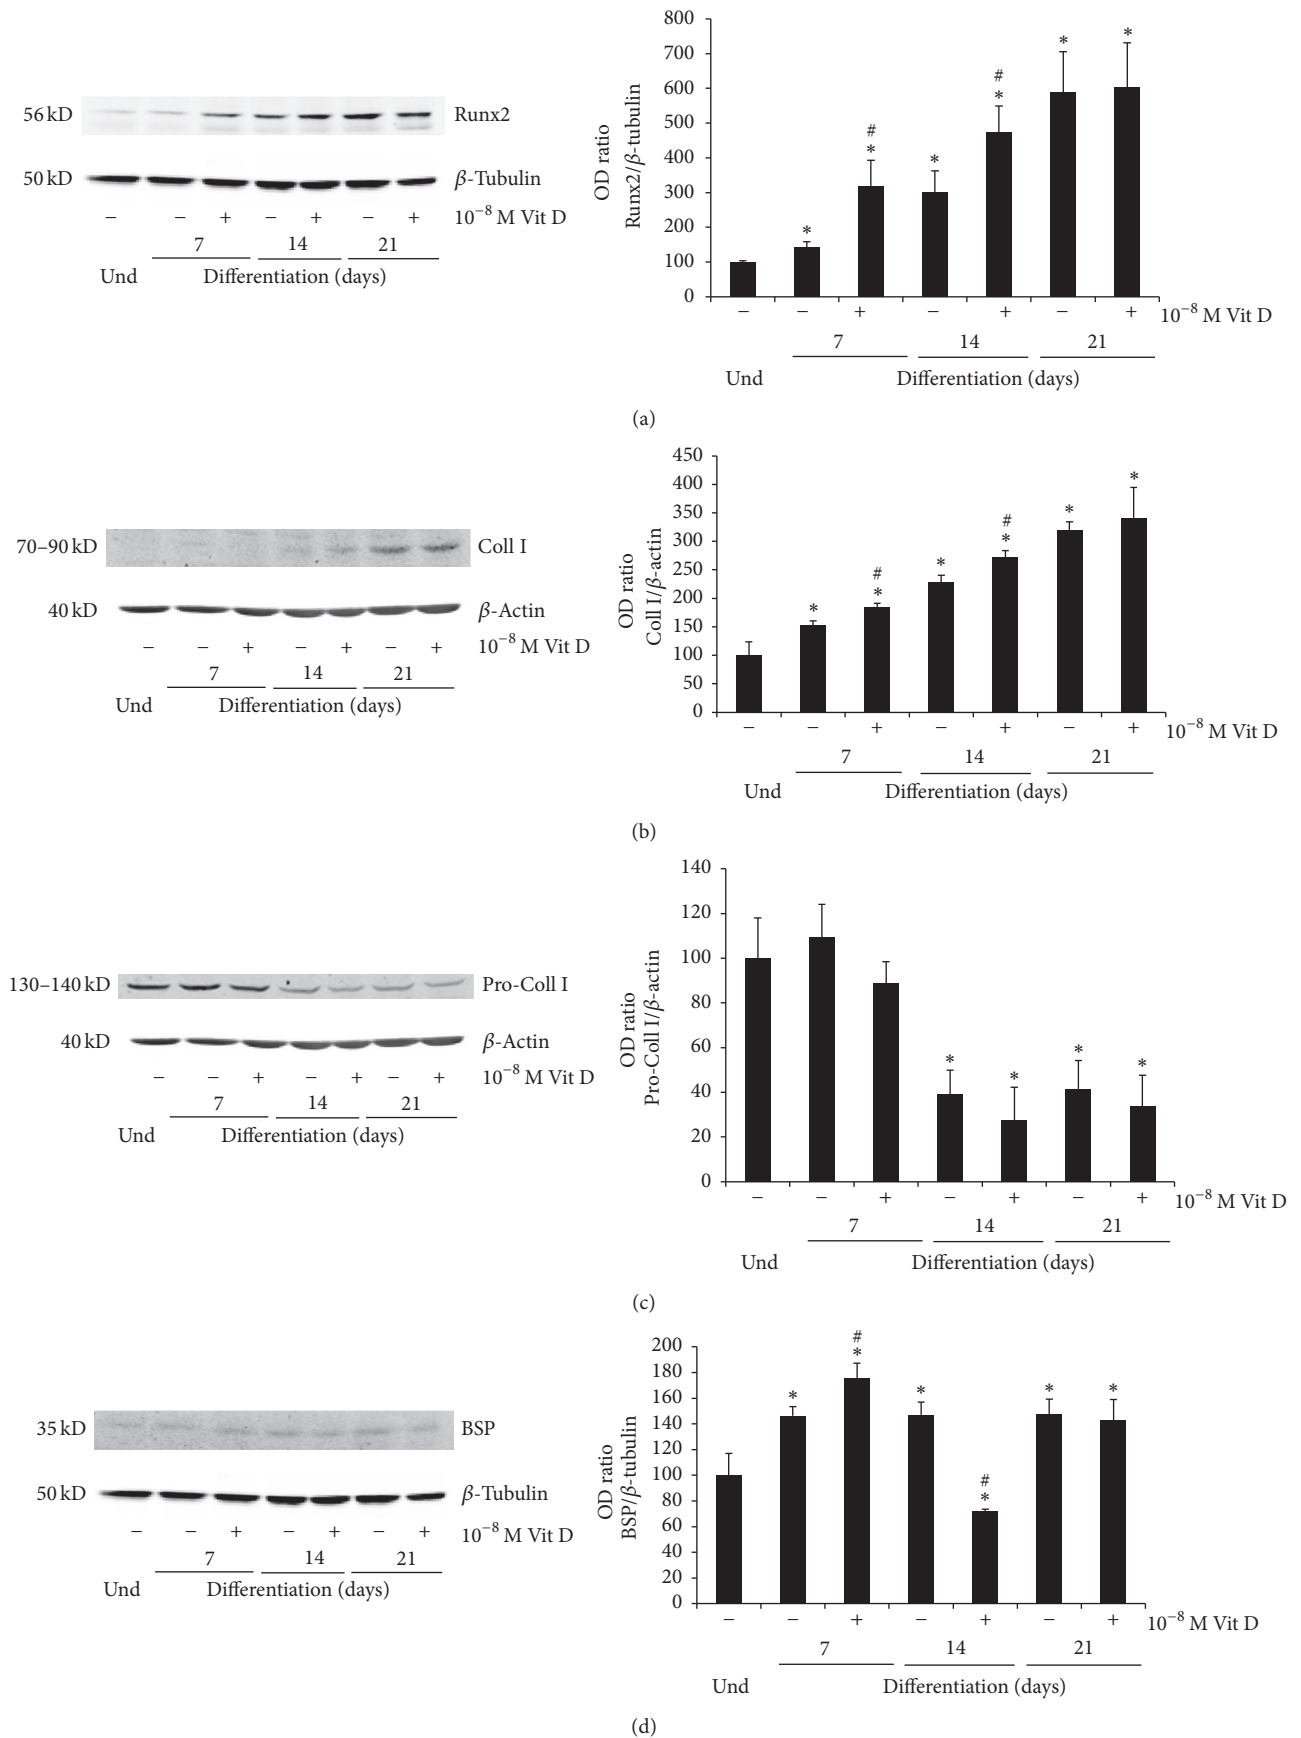 56 kD
Runx2
50 kD
β-Tubulin
− − + − + − +
10⁻⁸ M Vit D
7 14 21
Und
Differentiation (days)
OD ratio
Runx2/β-tubulin
800
700
600
500
400
300
200
100
0
* # * * # * * *
− − + − + − +
10⁻⁸ M Vit D
7 14 21
Und
Differentiation (days)
(a)
70–90 kD
Coll I
40 kD
β-Actin
− − + − + − +
10⁻⁸ M Vit D
7 14 21
Und
Differentiation (days)
OD ratio
Coll I/β-actin
450
400
350
300
250
200
150
100
50
0
* # * * # * * *
− − + − + − +
10⁻⁸ M Vit D
7 14 21
Und
Differentiation (days)
(b)
130–140 kD
Pro-Coll I
40 kD
β-Actin
− − + − + − +
10⁻⁸ M Vit D
7 14 21
Und
Differentiation (days)
OD ratio
Pro-Coll I/β-actin
140
120
100
80
60
40
20
0
* * * *
− − + − + − +
10⁻⁸ M Vit D
7 14 21
Und
Differentiation (days)
(c)
35 kD
BSP
50 kD
β-Tubulin
− − + − + − +
10⁻⁸ M Vit D
7 14 21
Und
Differentiation (days)
OD ratio
BSP/β-tubulin
200
180
160
140
120
100
80
60
40
20
0
* # * * # * * *
− − + − + − +
10⁻⁸ M Vit D
7 14 21
Und
Differentiation (days)
(d)